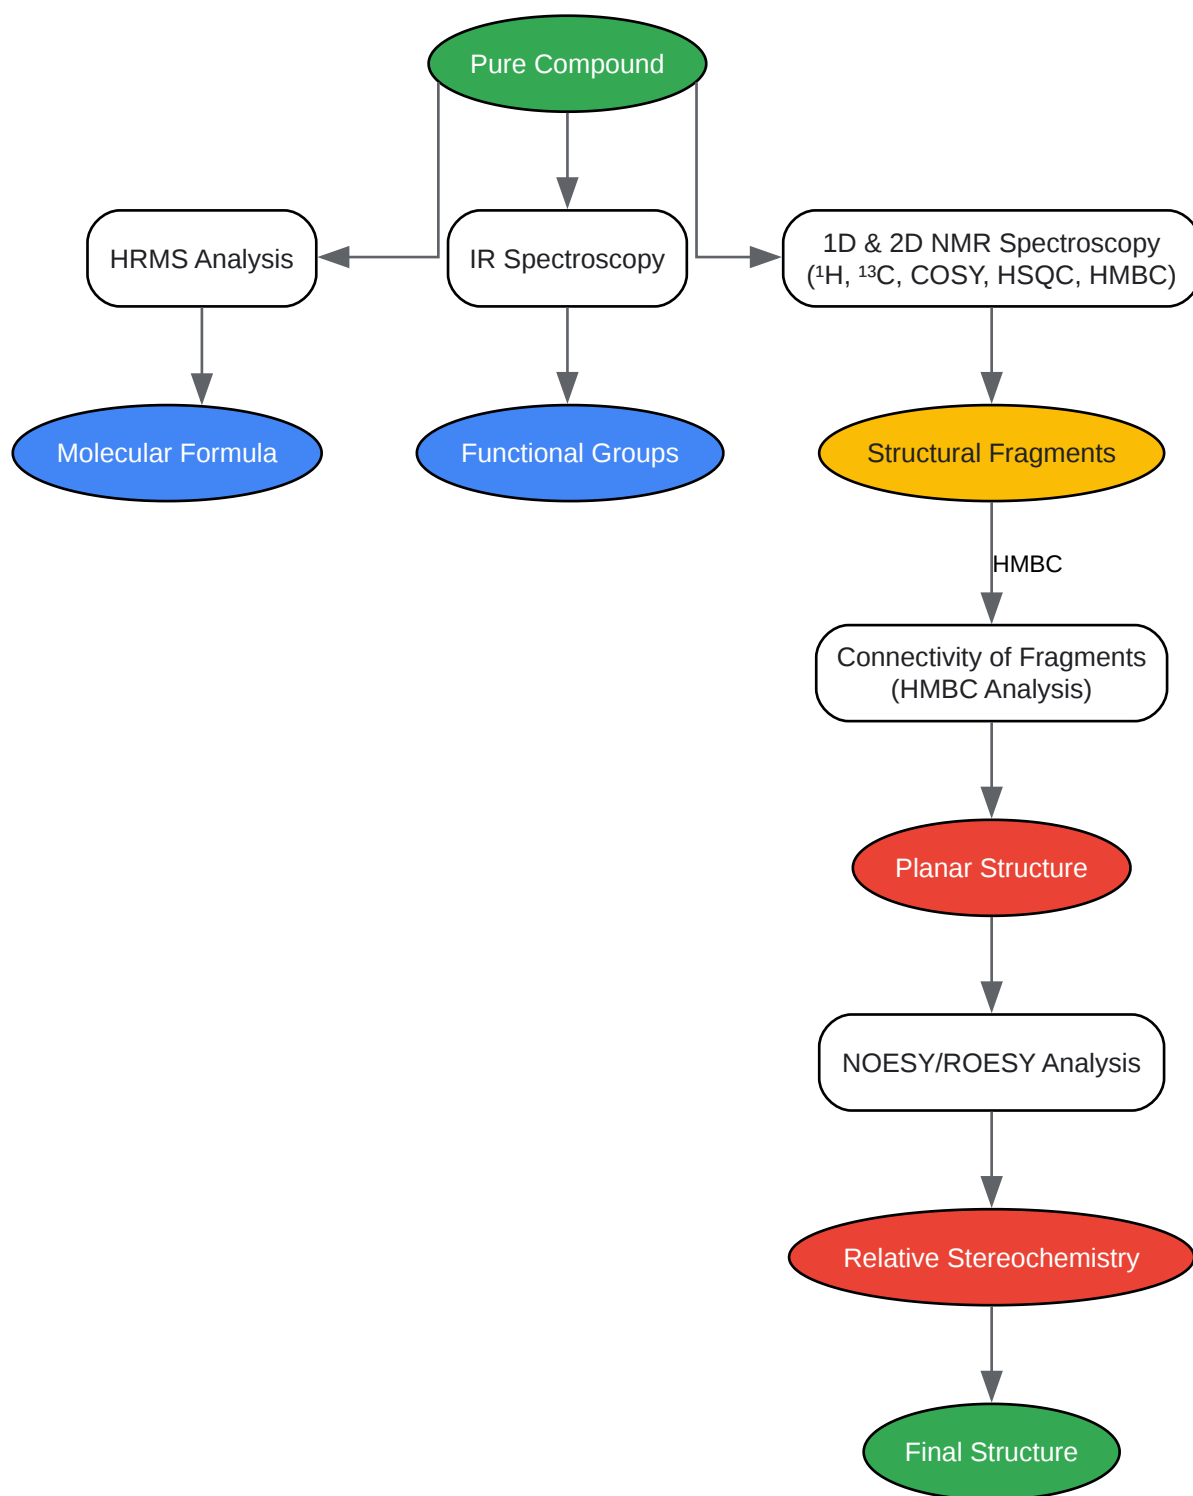 Pure Compound
HRMS Analysis
IR Spectroscopy
1D & 2D NMR Spectroscopy
(¹H, ¹³C, COSY, HSQC, HMBC)
Molecular Formula
Functional Groups
Structural Fragments
HMBC
Connectivity of Fragments
(HMBC Analysis)
Planar Structure
NOESY/ROESY Analysis
Relative Stereochemistry
Final Structure